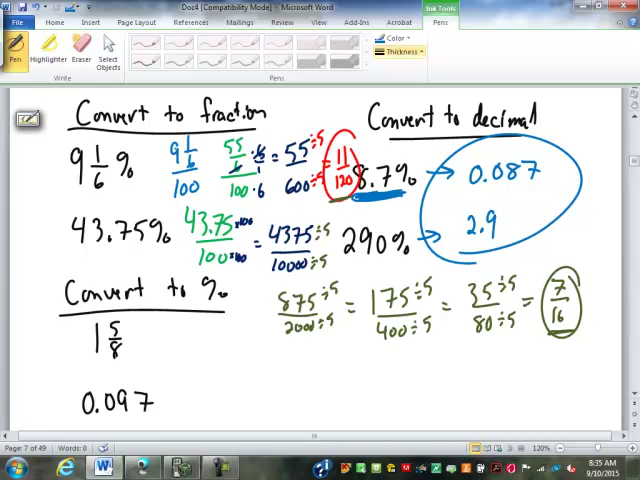 Doc4 [Compatibility Mode] - Microsoft Word
Ink Tools
File Home Insert Page Layout References Mailings Review View Add-Ins Acrobat Pens
Pen Highlighter Eraser Select Objects
Color
Thickness
Write Pens
Convert to fraction Convert to decimal
9 1/6 % (9 1/6)/100 (55/6)/100 ·6/1 ·6 = 55÷5/600÷5 = 11/120 8.7% → 0.087
43.75% 43.75·100/100·100 = 4375÷5/10000÷5 290% → 2.9
Convert to % 875÷5/2000÷5 = 175÷5/400÷5 = 35÷5/80÷5 = 7/16
1 5/8
0.097
Page: 7 of 49 Words: 0 120%
8:35 AM
9/10/2015